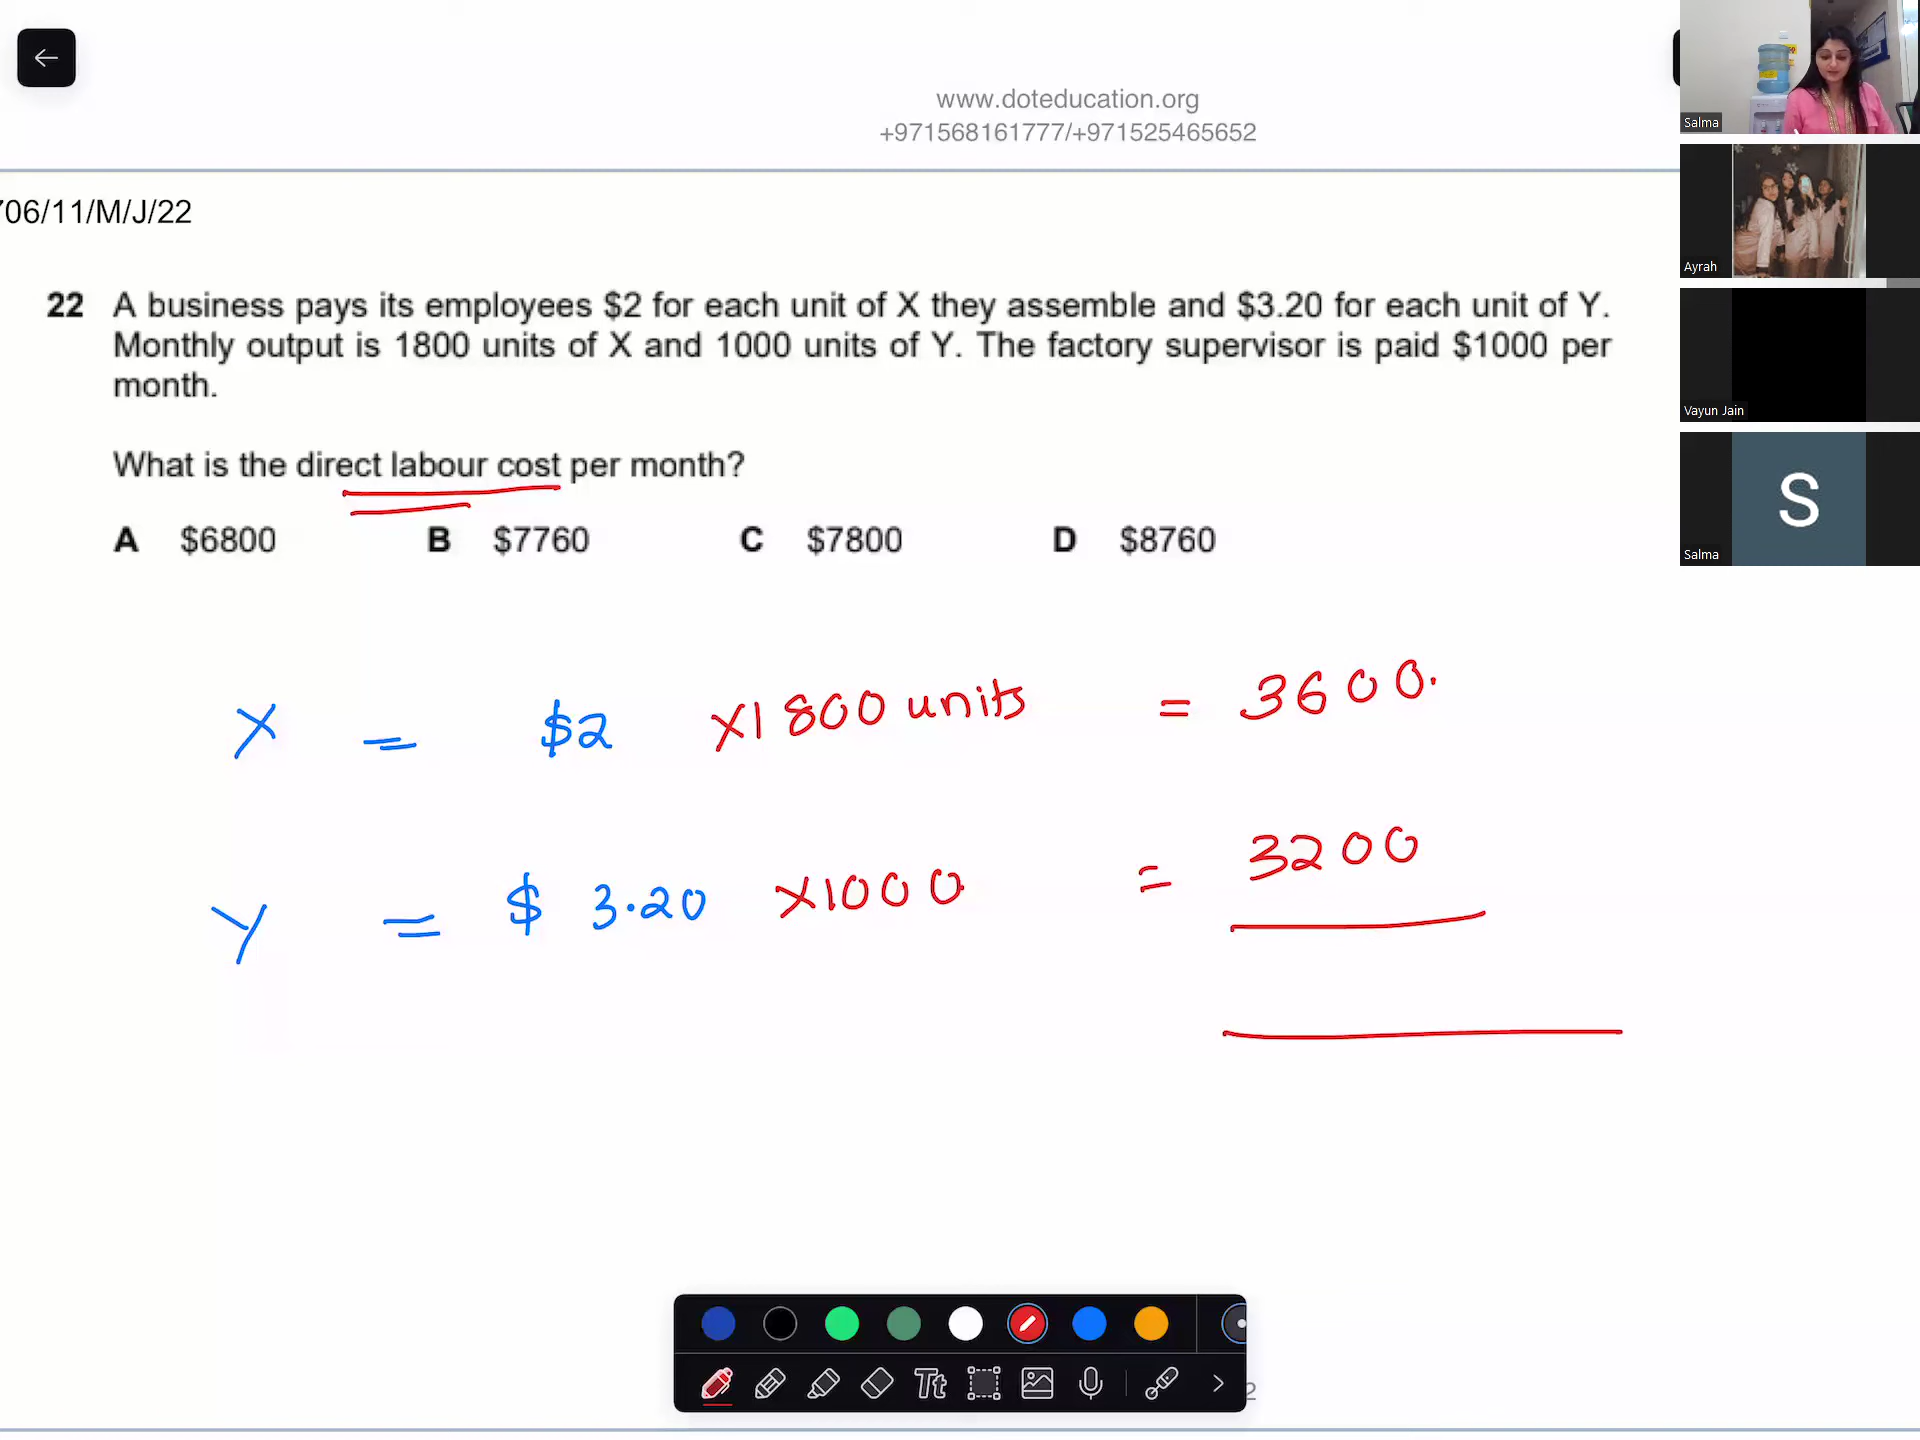 www.doteducation.org
+971568161777/+971525465652
706/11/M/J/22
22 A business pays its employees $2 for each unit of X they assemble and $3.20 for each unit of Y.
Monthly output is 1800 units of X and 1000 units of Y. The factory supervisor is paid $1000 per
month.
What is the direct labour cost per month?
A $6800 B $7760 C $7800 D $8760
X = $2 X1800 units = 3600.
Y = $ 3.20 X1000 = 3200
Salma
Ayrah
Vayun Jain
S
Salma
Tt
2